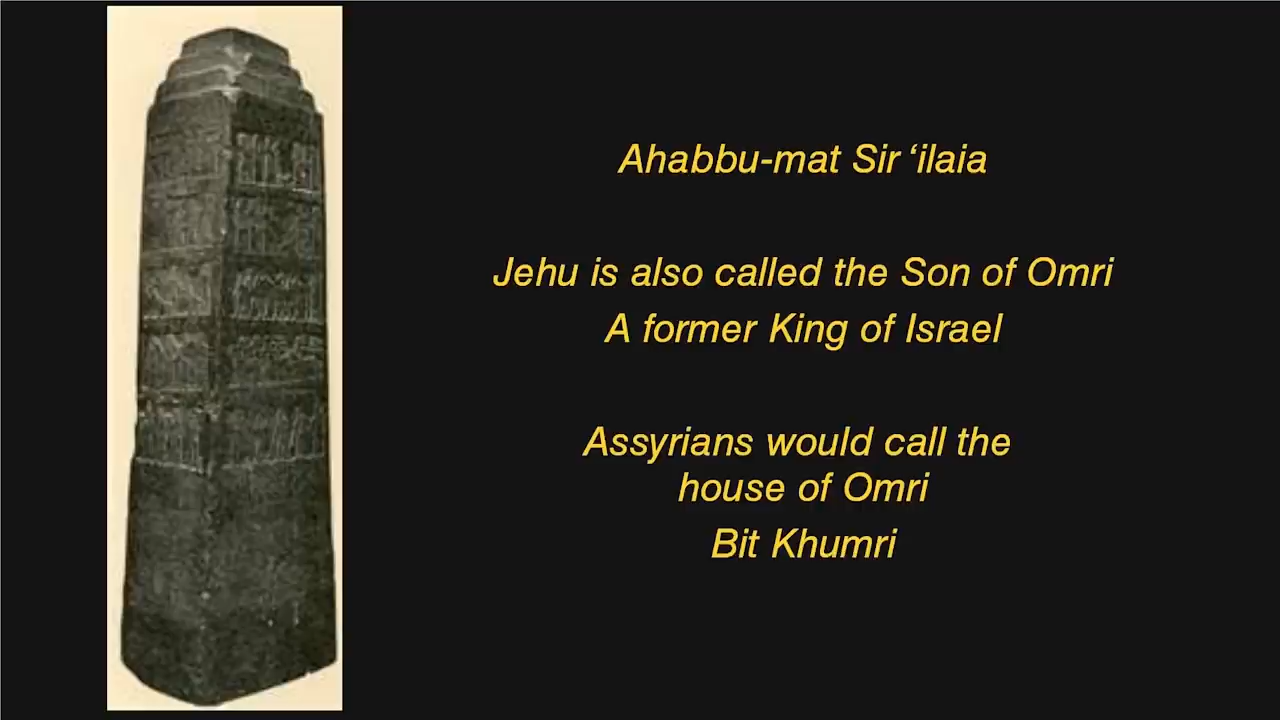 Ahabbu-mat Sir ‘ilaia
Jehu is also called the Son of Omri
A former King of Israel
Assyrians would call the
house of Omri
Bit Khumri